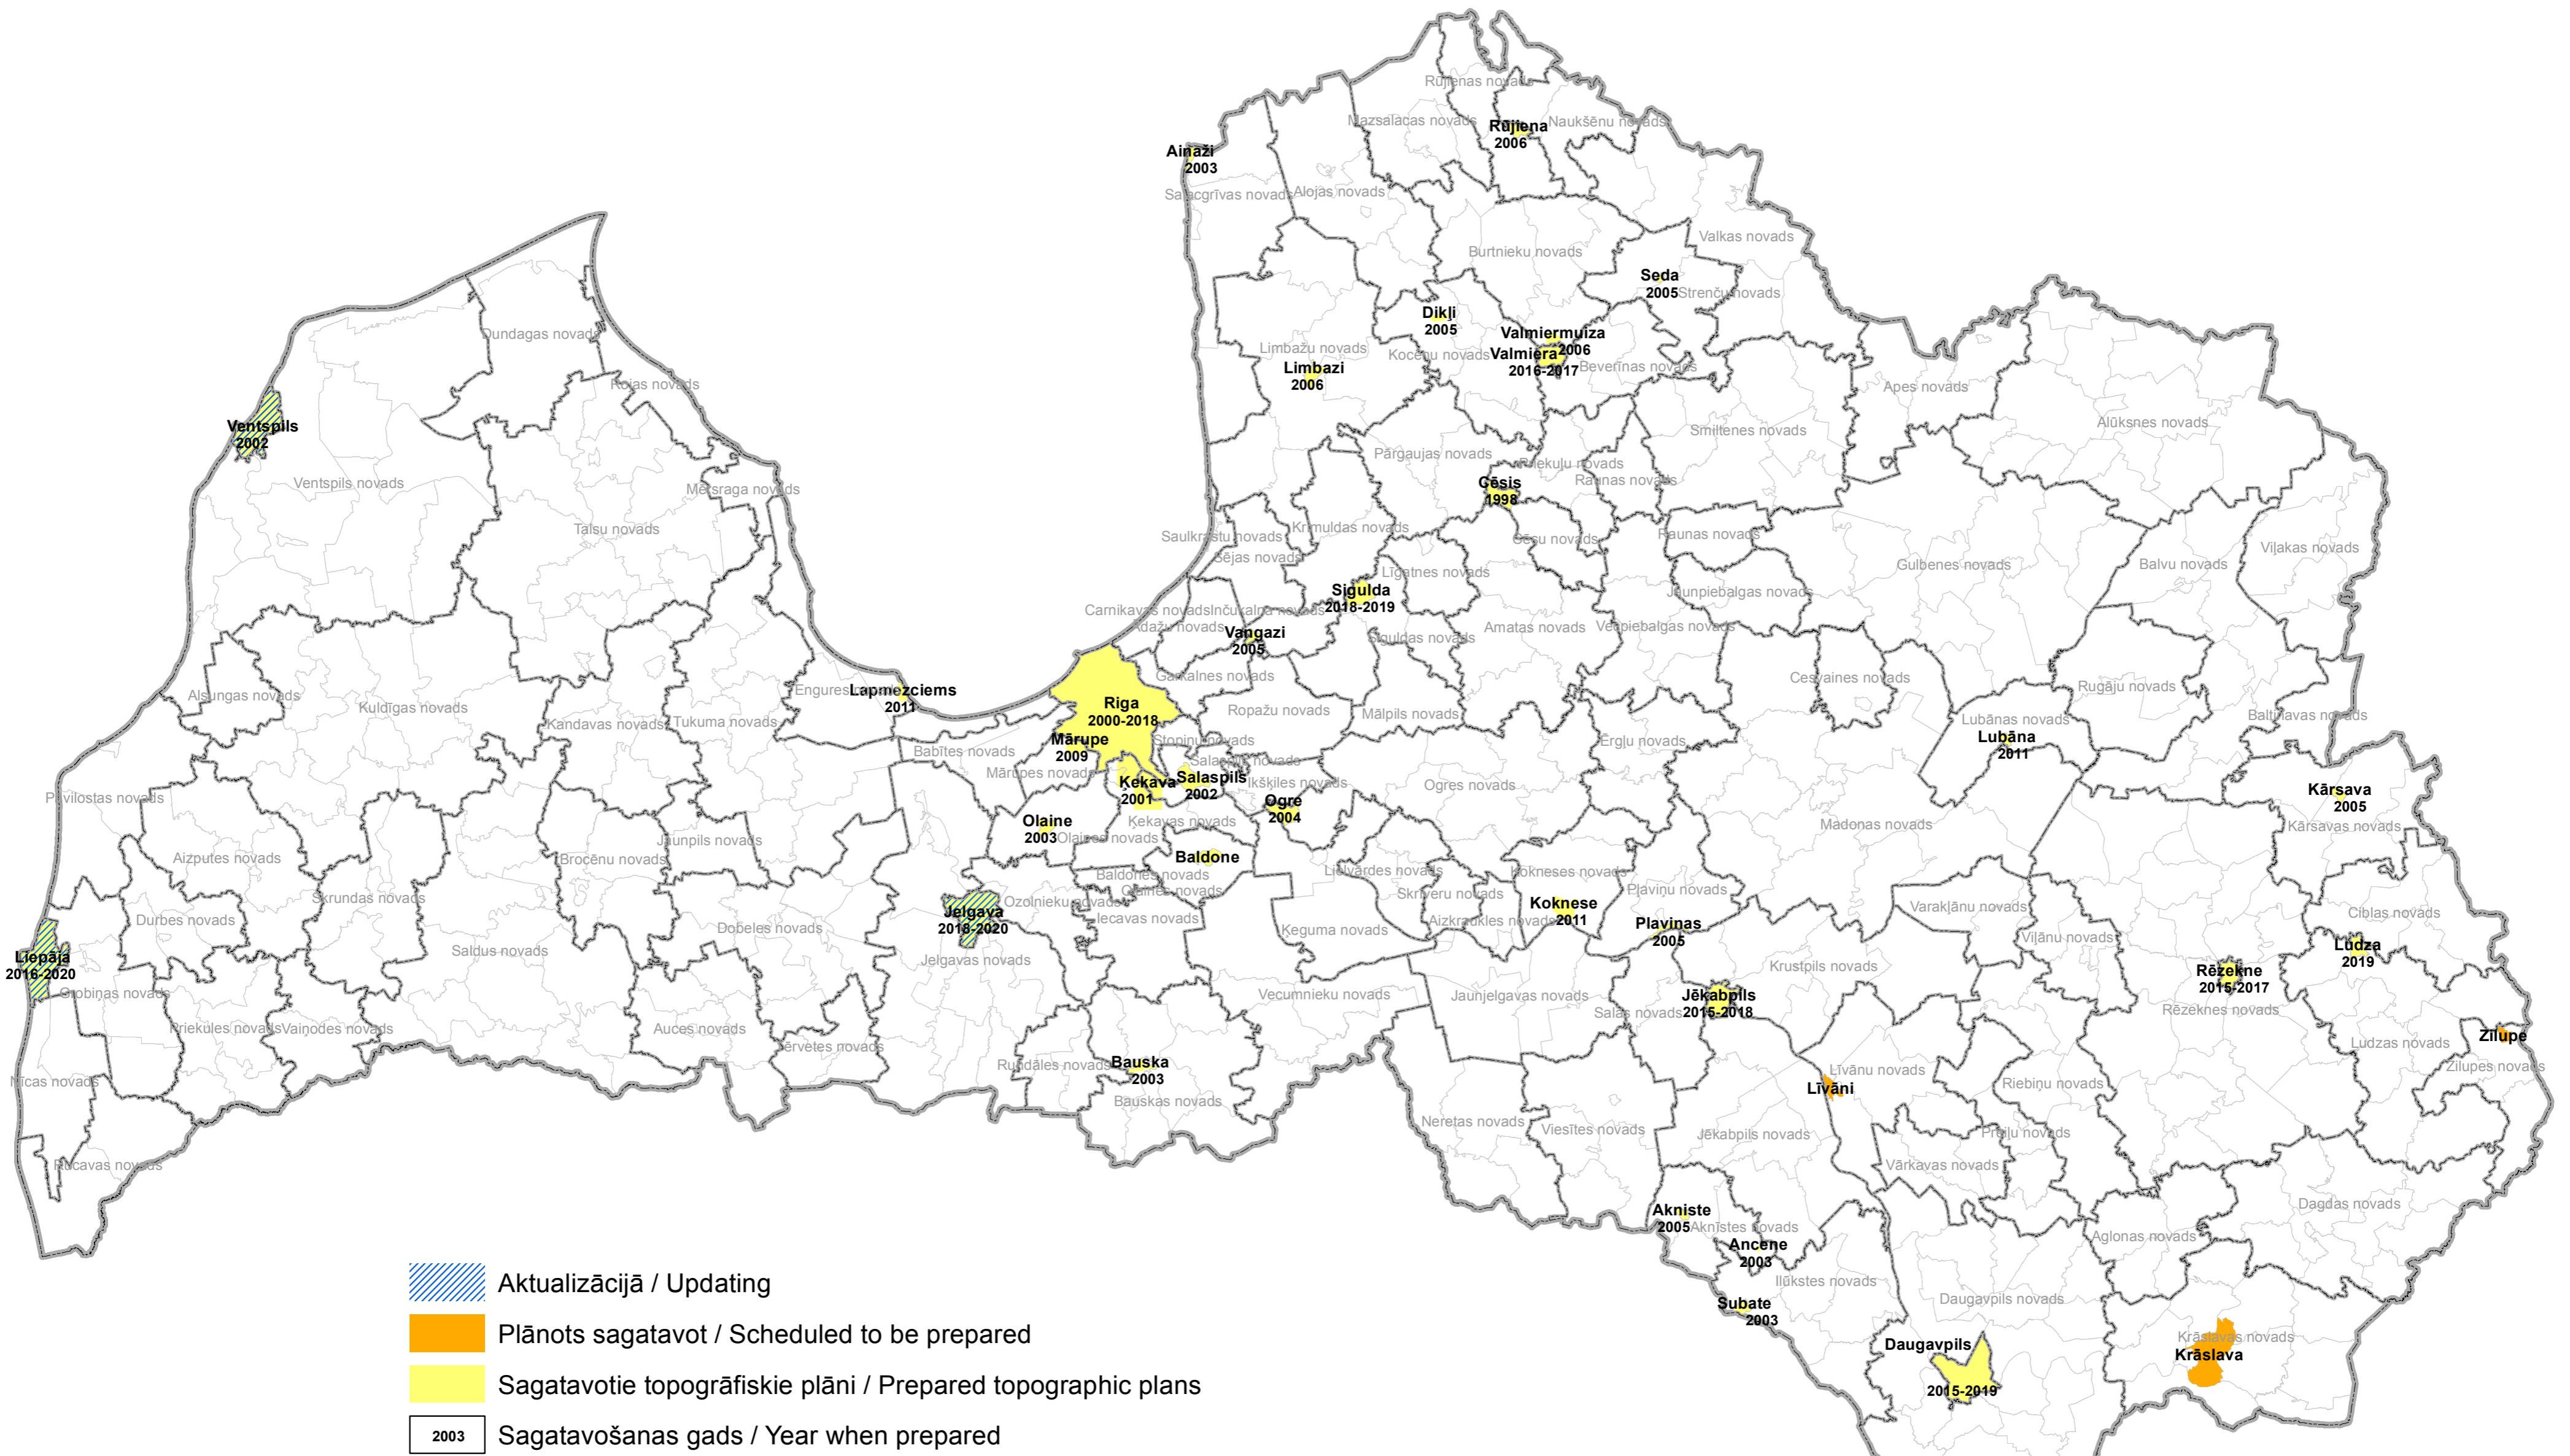 Rūjienas novads
Mazsalacas novads
Rūjiena
2006
Naukšēnu novads
Ainaži
2003
Salacgrīvas novads
Alojas novads
Valkas novads
Burtnieku novads
Seda
2005
Strenču novads
Dikļi
2005
Dundagas novads
Valmiermuiza
2006
Valmiera
2016-2017
Limbažu novads
Kocēnu novads
Beverīnas novads
Limbazi
2006
Rojas novads
Apes novads
Alūksnes novads
Ventspils
2002
Smiltenes novads
Pārgaujas novads
Priekuļu novads
Raunas novads
Cēsis
1998
Ventspils novads
Mērsraga novads
Talsu novads
Krimuldas novads
Saulkrastu novads
Sējas novads
Cēsu novads
Raunas novads
Viļakas novads
Gulbenes novads
Balvu novads
Līgatnes novads
Sigulda
2018-2019
Jaunpiebalgas novads
Carnikavas novads
Inčukalna novads
Ādažu novads
Vangazi
2005
Siguldas novads
Amatas novads
Vecpiebalgas novads
Garkalnes novads
Cesvaines novads
Rugāju novads
Alsungas novads
Engures novads
Lapmezciems
2011
Kuldīgas novads
Kandavas novads
Tukuma novads
Riga
2000-2018
Ropažu novads
Mālpils novads
Lubānas novads
Baltinavas novads
Lubāna
2011
Mārupe
2009
Stopiņu novads
Ērgļu novads
Babītes novads
Salaspils novads
Mārupes novads
Ķekava
2001
Salaspils
2002
Ikšķiles novads
Ogres novads
Kārsava
2005
Pāvilostas novads
Ogre
2004
Olaine
2003
Ķekavas novads
Olaines novads
Madonas novads
Kārsavas novads
Aizputes novads
Brocēnu novads
Jaunpils novads
Baldone
Baldones novads
Olaines novads
Lielvārdes novads
Kokneses novads
Skrīveru novads
Pļaviņu novads
Skrundas novads
Ozolnieku novads
Jelgava
2018-2020
Iecavas novads
Koknese
2011
Aizkraukles novads
Varakļānu novads
Ciblas novads
Durbes novads
Dobeles novads
Ķeguma novads
Plavinas
2005
Viļānu novads
Ludza
2019
Saldus novads
Liepāja
2016-2020
Jelgavas novads
Krustpils novads
Rēzekne
2015-2017
Grobiņas novads
Vecumnieku novads
Jaunjelgavas novads
Jēkabpils
2015-2018
Salas novads
Rēzeknes novads
Priekules novads
Vaiņodes novads
Auces novads
Tērvetes novads
Zilupe
Ludzas novads
Rundāles novads
Bauska
2003
Zilupes novads
Nīcas novads
Līvānu novads
Līvāni
Riebiņu novads
Bauskas novads
Neretas novads
Viesītes novads
Jēkabpils novads
Preiļu novads
Rucavas novads
Vārkavas novads
Dagdas novads
Akniste
2005
Aknīstes novads
Aglonas novads
Ancene
2003
Ilūkstes novads
Daugavpils novads
Subate
2003
Krāslavas novads
Krāslava
Daugavpils
2015-2019
Aktualizācijā / Updating
Plānots sagatavot / Scheduled to be prepared
Sagatavotie topogrāfiskie plāni / Prepared topographic plans
2003 Sagatavošanas gads / Year when prepared